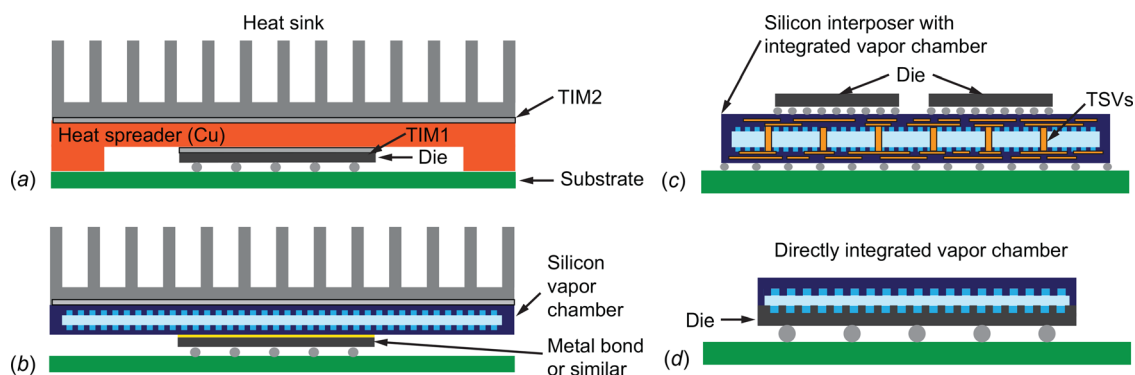 Heat sink
(a)
TIM2
Heat spreader (Cu)
TIM1
Die
Substrate
(b)
Silicon
vapor
chamber
Metal bond
or similar
Silicon interposer with
integrated vapor chamber
Die
TSVs
(c)
Directly integrated vapor chamber
Die
(d)